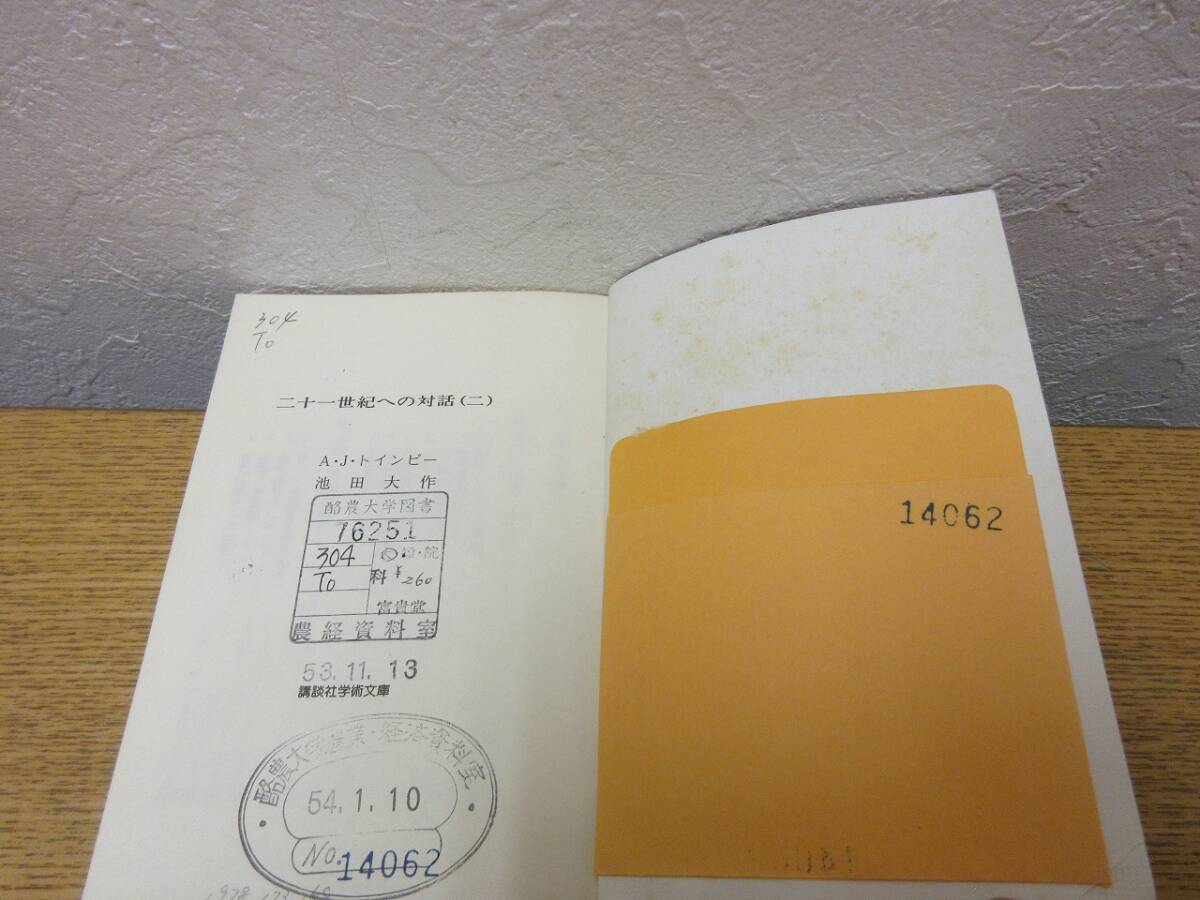 304
To
二十一世紀への対話(二)
A・J・トインビー
池田大作
酪農大学図書
76251
304
To
科 ¥260
富貴堂
農経資料室
53.11.13
講談社学術文庫
酪農大学農業・経済資料室
54.1.10
No. 14062
14062